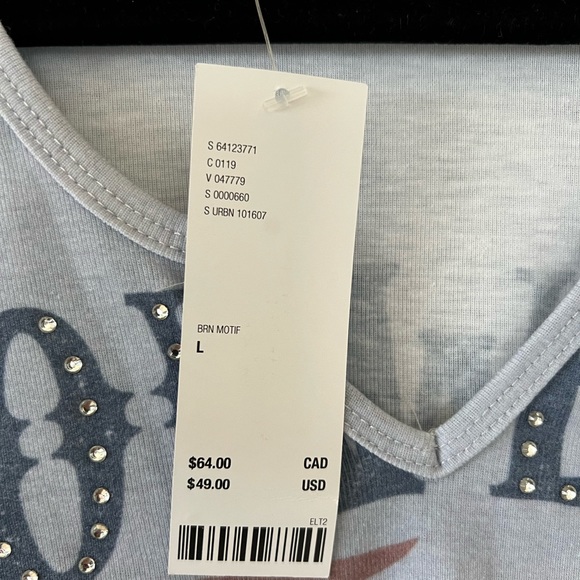 S 64123771
C 0119
V 047779
S 0000660
S URBN 101607
BRN MOTIF
L
$64.00 CAD
$49.00 USD
ELT2